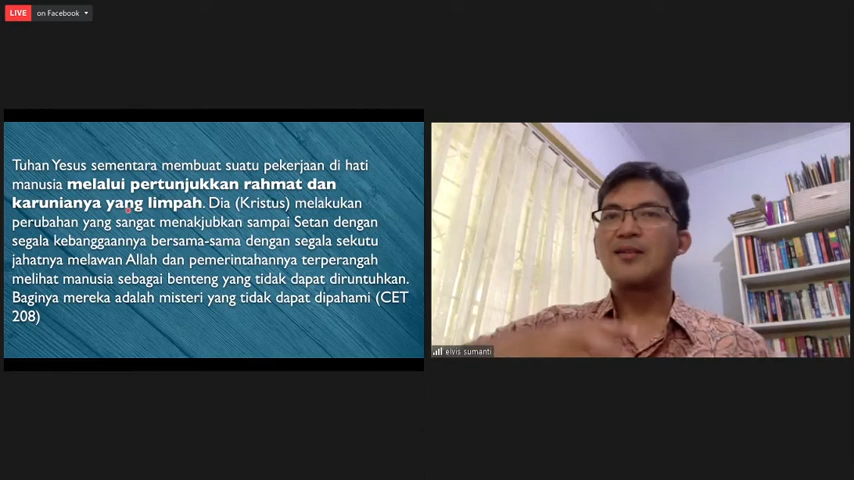 LIVE on Facebook
Tuhan Yesus sementara membuat suatu pekerjaan di hati
manusia melalui pertunjukkan rahmat dan
karunianya yang limpah. Dia (Kristus) melakukan
perubahan yang sangat menakjubkan sampai Setan dengan
segala kebanggaannya bersama-sama dengan segala sekutu
jahatnya melawan Allah dan pemerintahannya terperangah
melihat manusia sebagai benteng yang tidak dapat diruntuhkan.
Baginya mereka adalah misteri yang tidak dapat dipahami (CET
208)
elvis sumanti